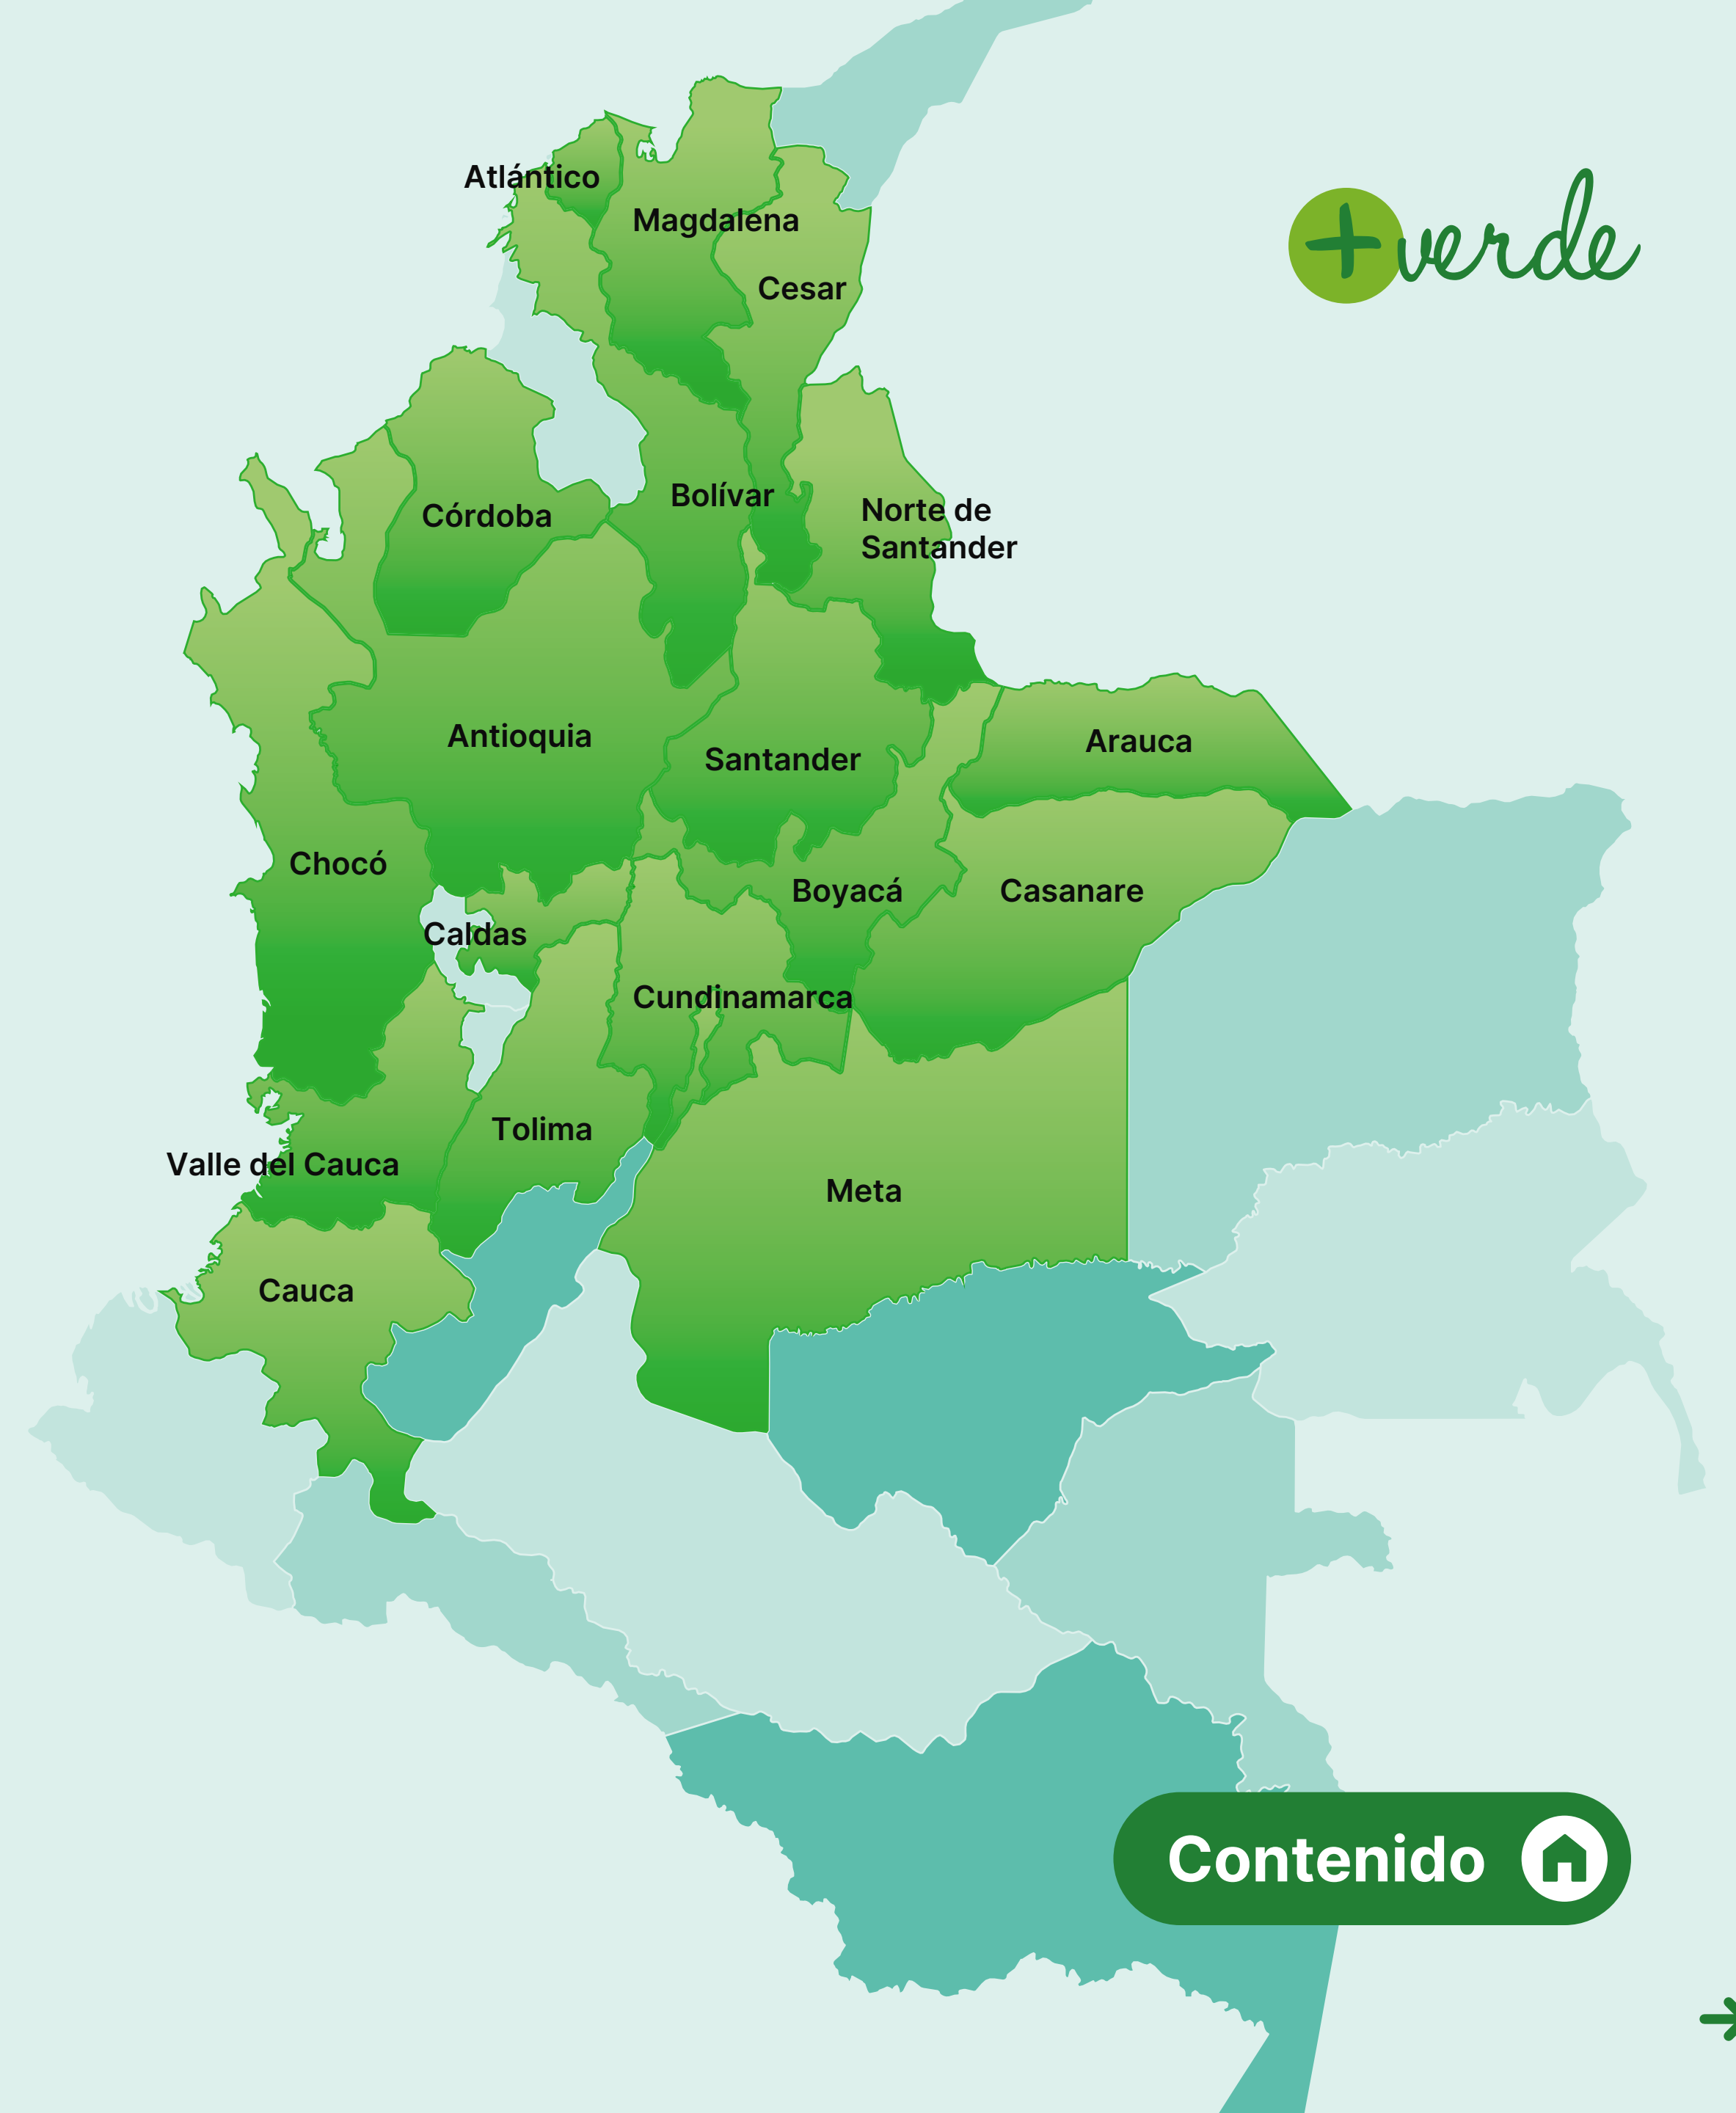 +verde
Atlántico
Magdalena
Cesar
Bolívar
Córdoba
Norte de
Santander
Antioquia
Santander
Arauca
Chocó
Boyacá
Casanare
Caldas
Cundinamarca
Tolima
Valle del Cauca
Meta
Cauca
Contenido